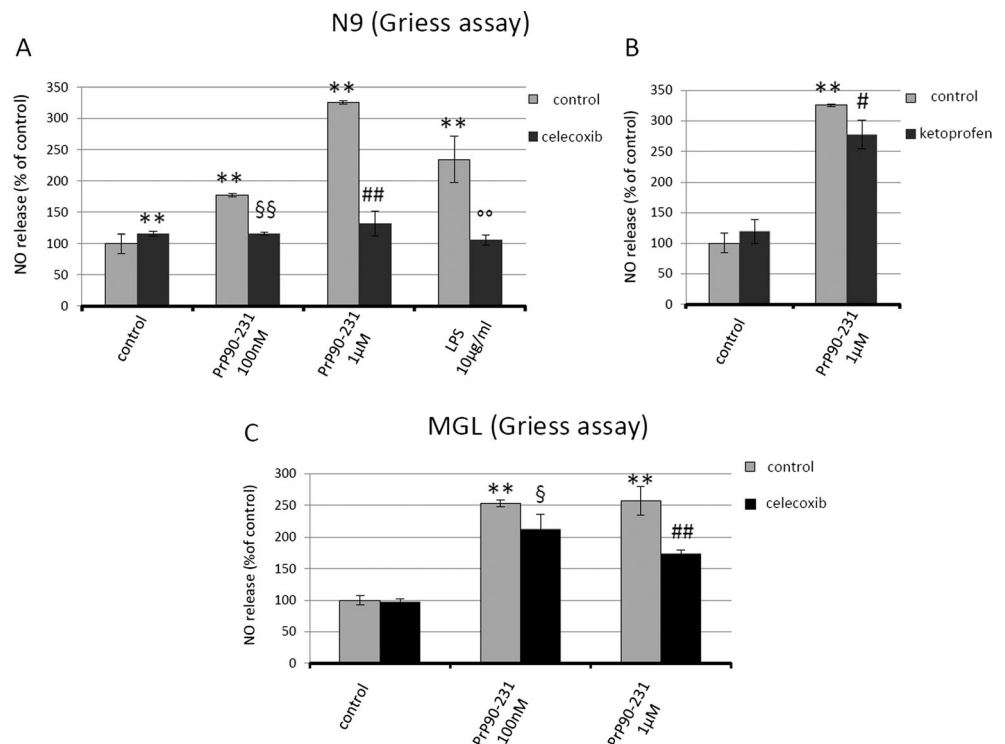 N9 (Griess assay)
A
NO release (% of control)
350
300
250
200
150
100
50
0
**
**
§§
**
##
**
°°
control
celecoxib
control
PrP90-231
100nM
PrP90-231
1µM
LPS
10µg/ml
B
NO release (% of control)
350
300
250
200
150
100
50
0
**
#
control
ketoprofen
control
PrP90-231
1µM
MGL (Griess assay)
C
NO release (%of control)
300
250
200
150
100
50
0
**
§
**
##
control
celecoxib
control
PrP90-231
100nM
PrP90-231
1µM